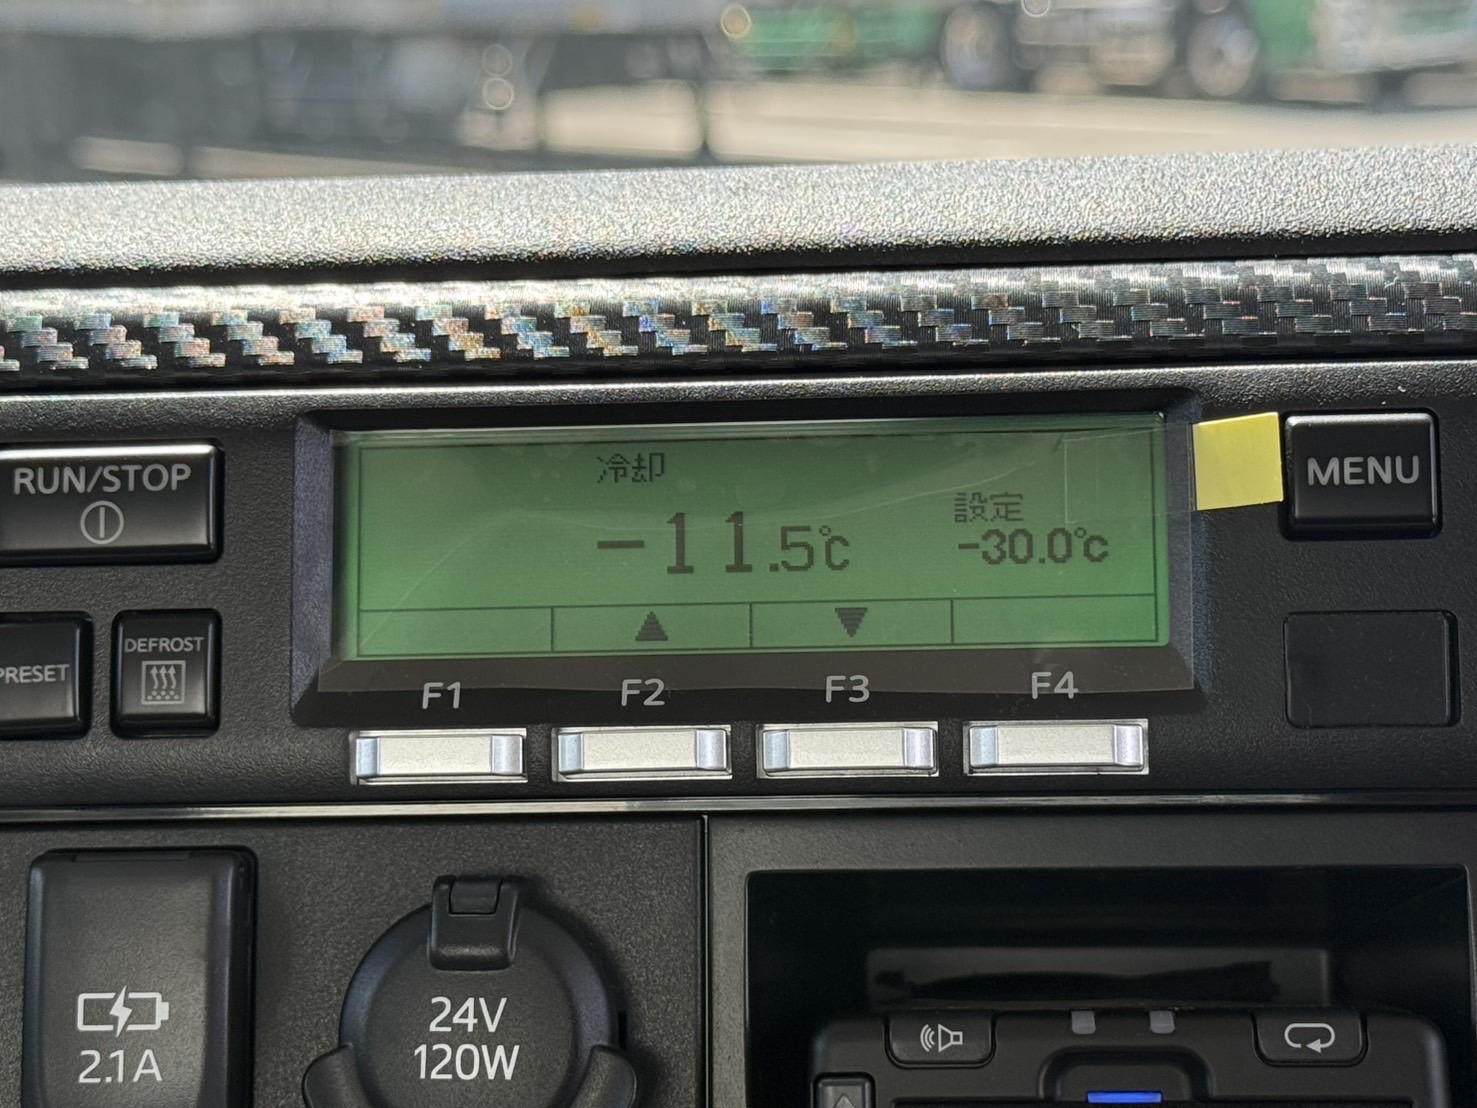 RUN/STOP
冷却
-11.5℃
設定
-30.0℃
MENU
PRESET
DEFROST
▲
▼
F1
F2
F3
F4
2.1A
24V
120W